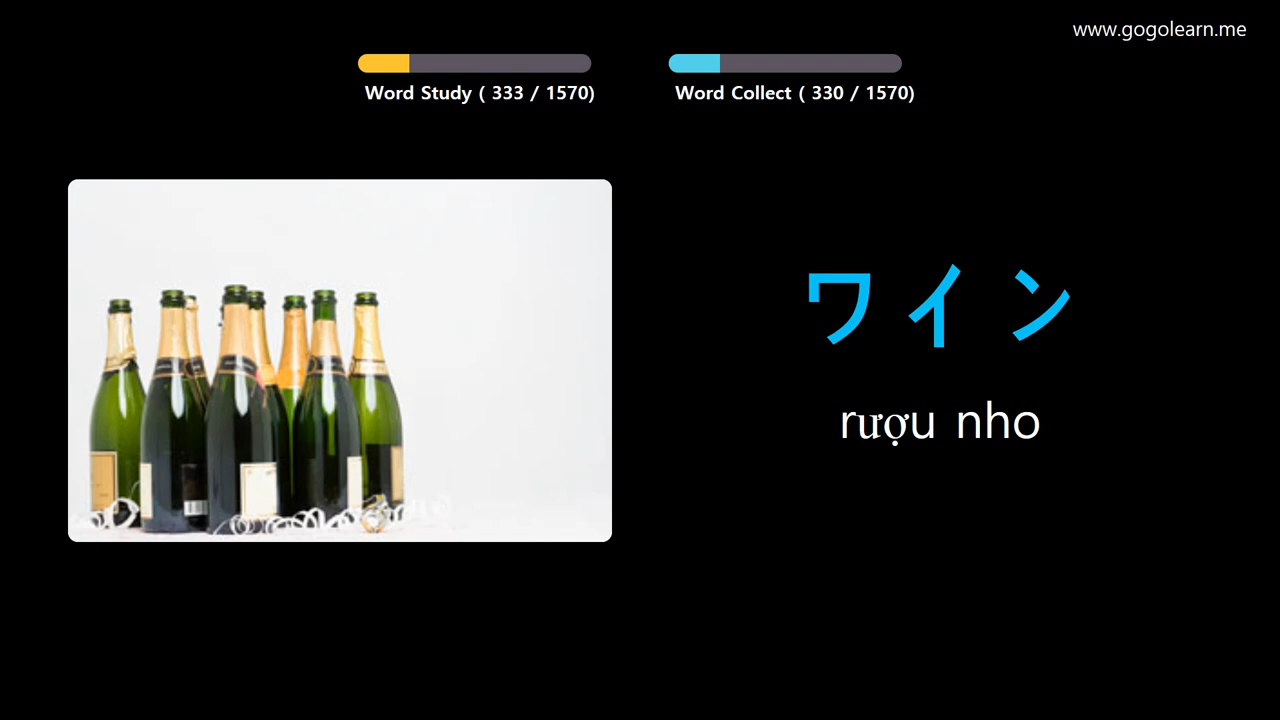 www.gogolearn.me
Word Study ( 333 / 1570)
Word Collect ( 330 / 1570)
ワイン
rượu nho